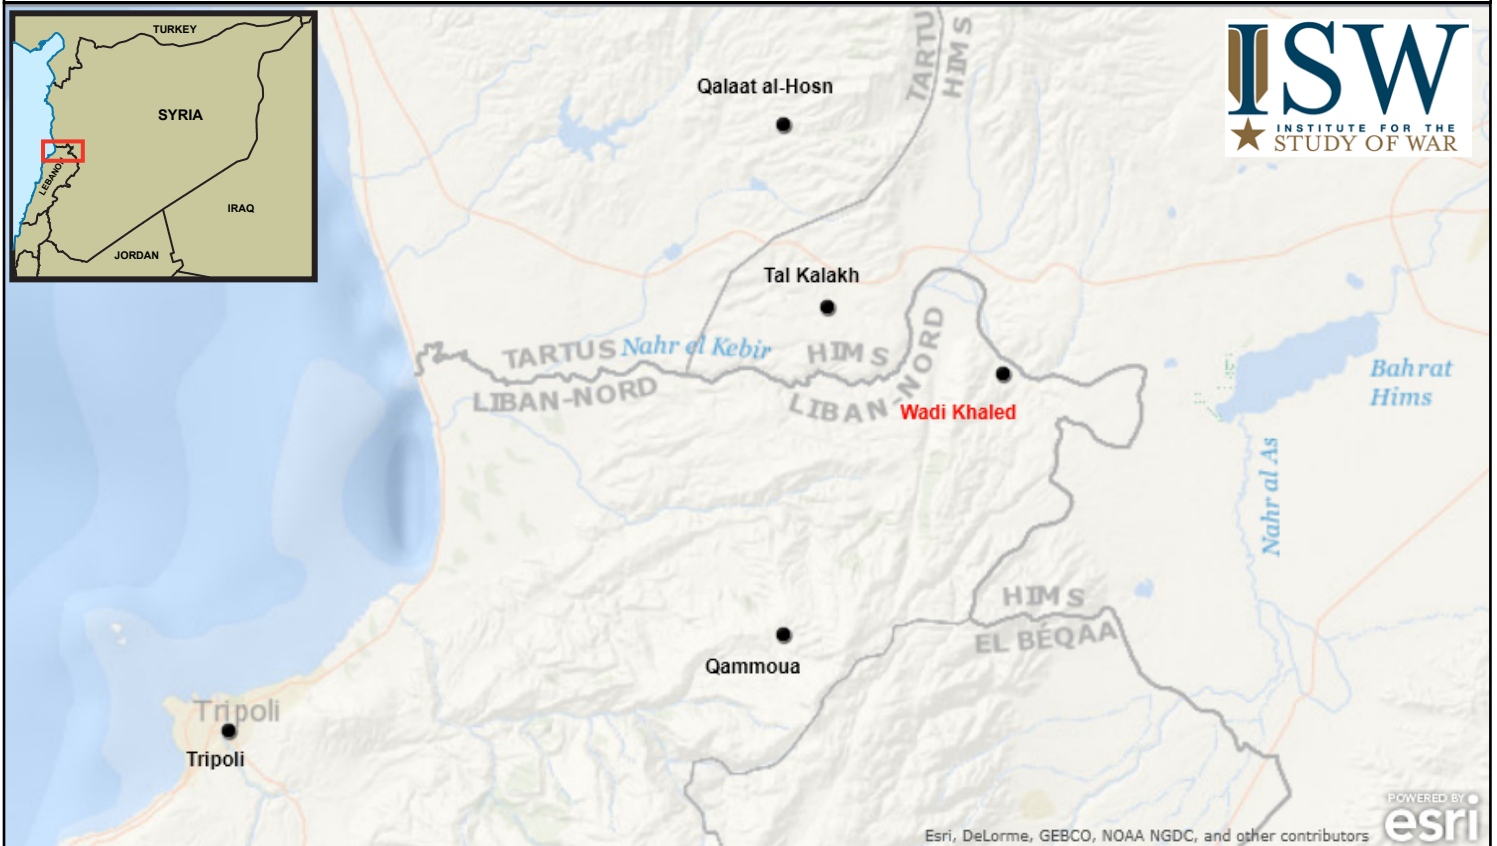 TURKEY
SYRIA
LEBANON
IRAQ
JORDAN
ISW
INSTITUTE FOR THE
STUDY OF WAR
TARTU
HIMS
Qalaat al-Hosn
Tal Kalakh
TARTUS
Nahr el Kebir
HIMS
LIBAN-NORD
LIBAN-NORD
Wadi Khaled
Bahrat
Hims
Nahr al As
HIMS
EL BÉQAA
Qammoua
Tripoli
Tripoli
POWERED BY
esri
Esri, DeLorme, GEBCO, NOAA NGDC, and other contributors